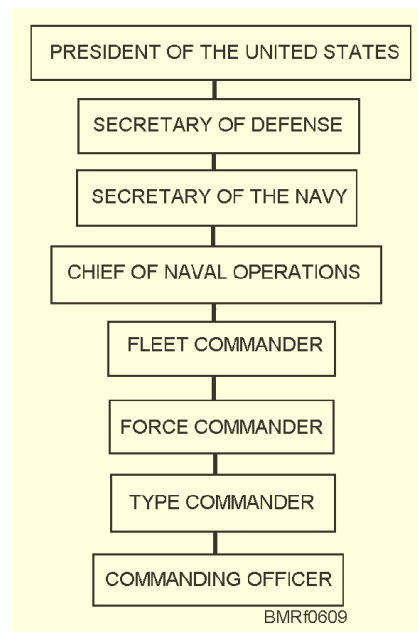 PRESIDENT OF THE UNITED STATES
SECRETARY OF DEFENSE
SECRETARY OF THE NAVY
CHIEF OF NAVAL OPERATIONS
FLEET COMMANDER
FORCE COMMANDER
TYPE COMMANDER
COMMANDING OFFICER
BMRf0609